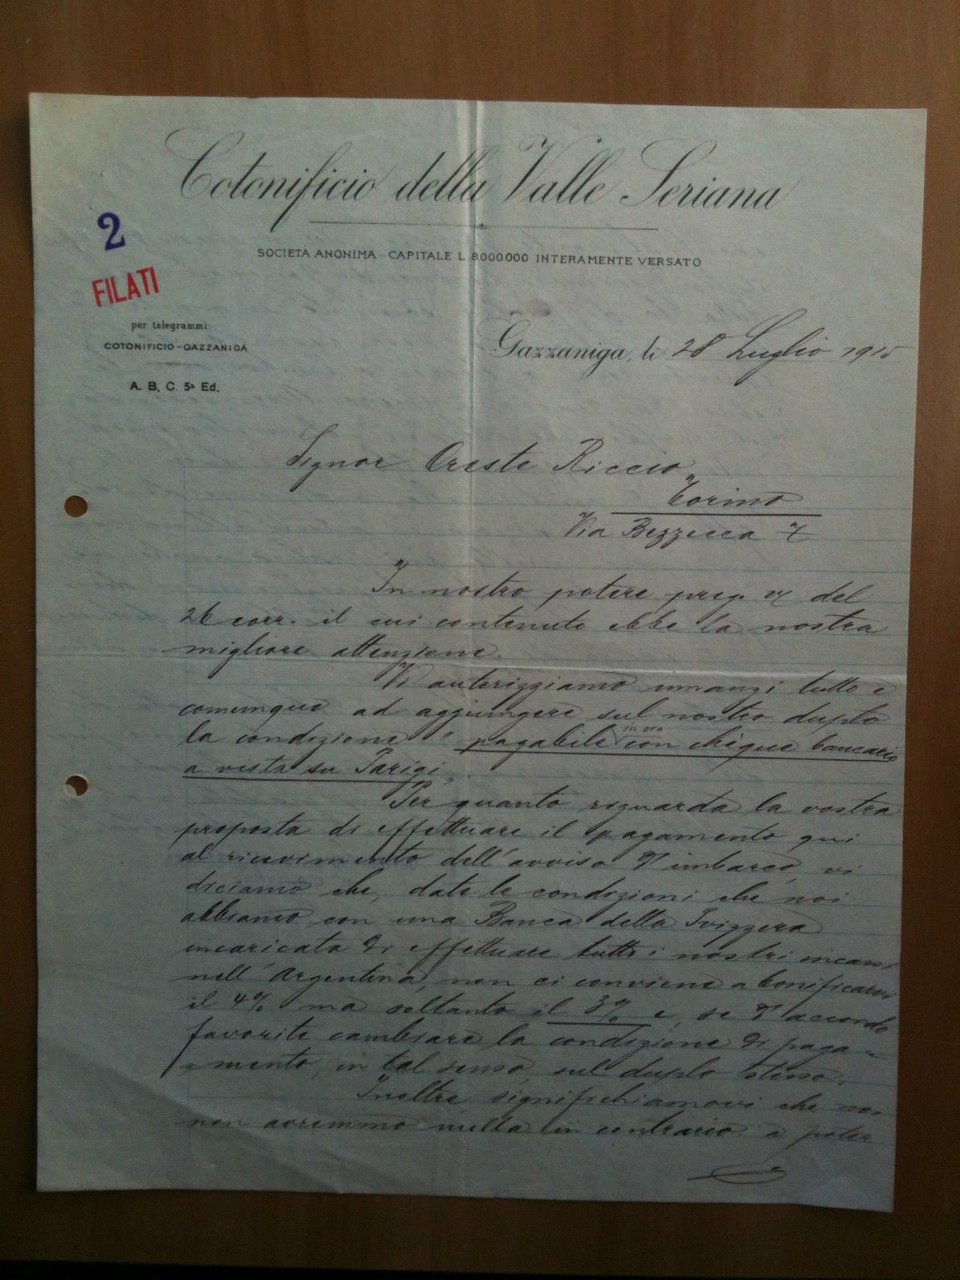 Cotonificio della Valle Seriana
SOCIETÀ ANONIMA - CAPITALE L. 8000000 INTERAMENTE VERSATO
2
FILATI
per telegrammi
COTONIFICIO - GAZZANIGA
A. B. C. 5ª Ed.
Gazzaniga, li 28 Luglio 1915
Signor Oreste Riccio
Torino
Via Bezzecca 7
In nostro potere preg. vs del
26 corr. il cui contenuto ebbe la nostra
migliore attenzione.
Vi autorizziamo innanzi tutto e
comunque ad aggiungere sul nostro duplo
la condizione "pagabile in oro con chèque bancario
a vista su Parigi"
Per quanto riguarda la vostra
proposta di effettuare il pagamento qui
al ricevimento dell'avviso d'imbarco, vi
diciamo che, date le condizioni che noi
abbiamo con una Banca della Svizzera
incaricata di effettuare tutti i nostri incassi
nell'Argentina, non ci conviene a bonificarvi
il 4% ma soltanto il 3% e, se d'accordo
favorite cambiare la condizione di paga-
mento, in tal senso, sul duplo stesso.
Inoltre, significhiamovi che noi
non avremmo nulla in contrario a poter